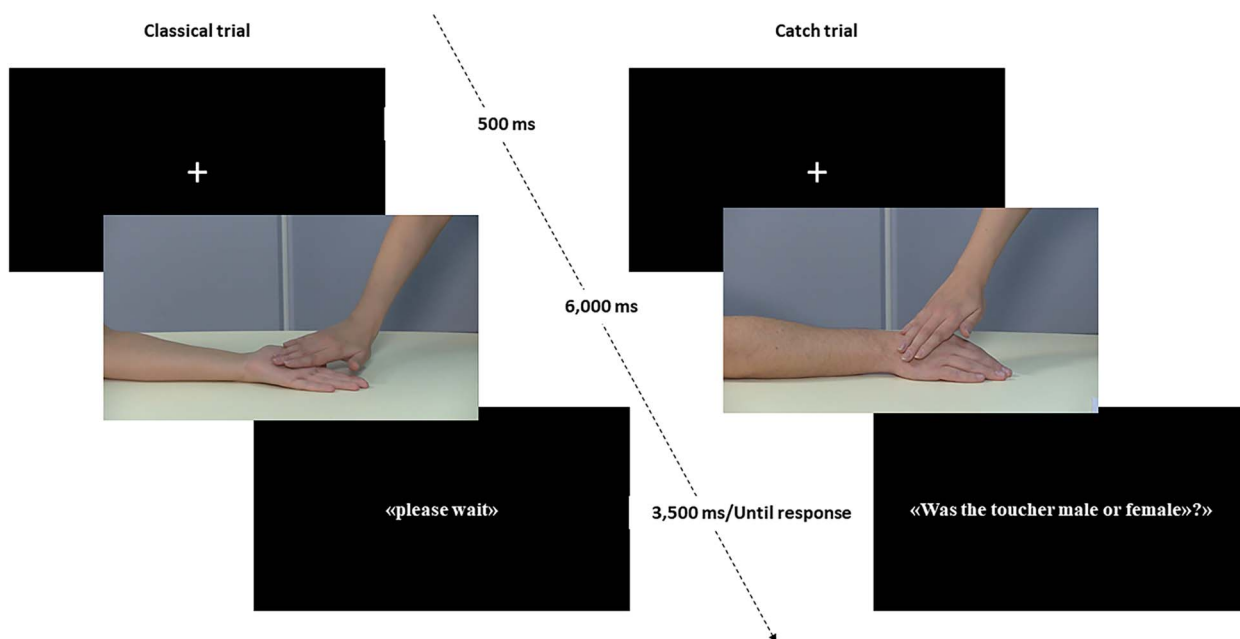 Classical trial
Catch trial
500 ms
6,000 ms
«please wait»
3,500 ms/Until response
«Was the toucher male or female»?»